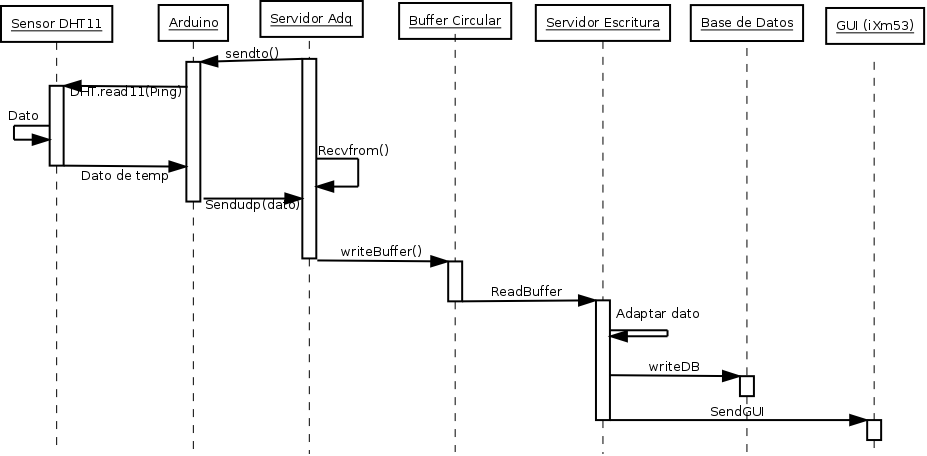 Sensor DHT11
Arduino
Servidor Adq
Buffer Circular
Servidor Escritura
Base de Datos
GUI (iXm53)
sendto()
DHT.read11(Ping)
Dato
Recvfrom()
Dato de temp
Sendudp(dato)
writeBuffer()
ReadBuffer
Adaptar dato
writeDB
SendGUI